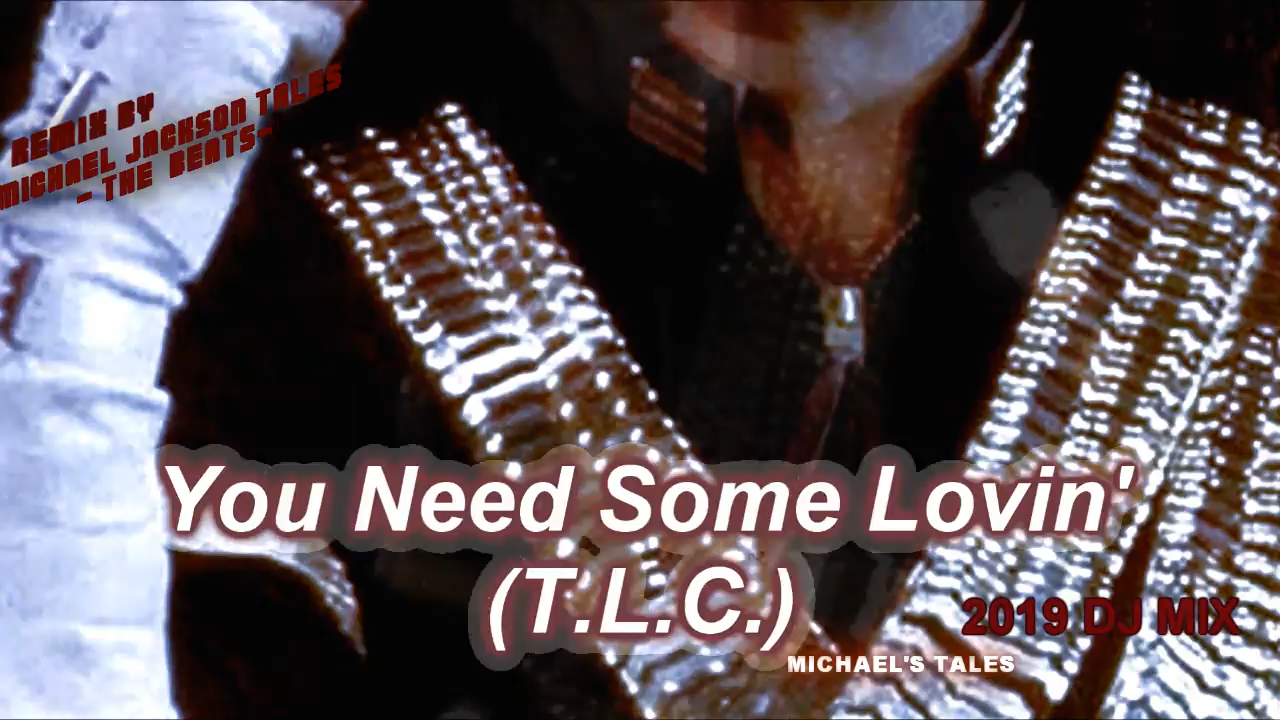 REMIX BY
MICHAEL JACKSON TALES
- THE BEATS-
You Need Some Lovin'
(T.L.C.)
2019 DJ MIX
MICHAEL'S TALES